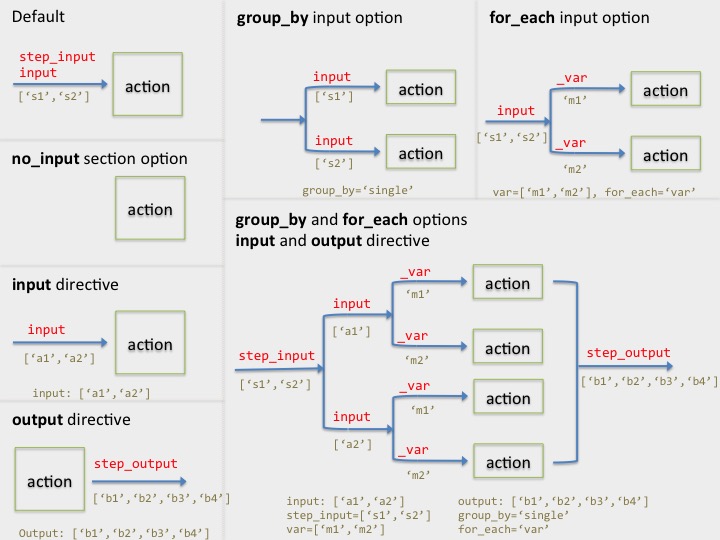 Default
step_input
input
[‘s1’,‘s2’]
action
no_input section option
action
input directive
input
[‘a1’,‘a2’]
action
input: [‘a1’,‘a2’]
output directive
action
step_output
[‘b1’,‘b2’,‘b3’,‘b4’]
Output: [‘b1’,‘b2’,‘b3’,‘b4’]
group_by input option
input
[‘s1’]
action
input
[‘s2’]
action
group_by=‘single’
for_each input option
input
[‘s1’,‘s2’]
_var
‘m1’
action
_var
‘m2’
action
var=[‘m1’,‘m2’], for_each=‘var’
group_by and for_each options
input and output directive
step_input
[‘s1’,‘s2’]
input
[‘a1’]
_var
‘m1’
action
_var
‘m2’
action
input
[‘a2’]
_var
‘m1’
action
_var
‘m2’
action
step_output
[‘b1’,‘b2’,‘b3’,‘b4’]
input: [‘a1’,‘a2’]
step_input=[‘s1’,‘s2’]
var=[‘m1’,‘m2’]
output: [‘b1’,‘b2’,‘b3’,‘b4’]
group_by=‘single’
for_each=‘var’